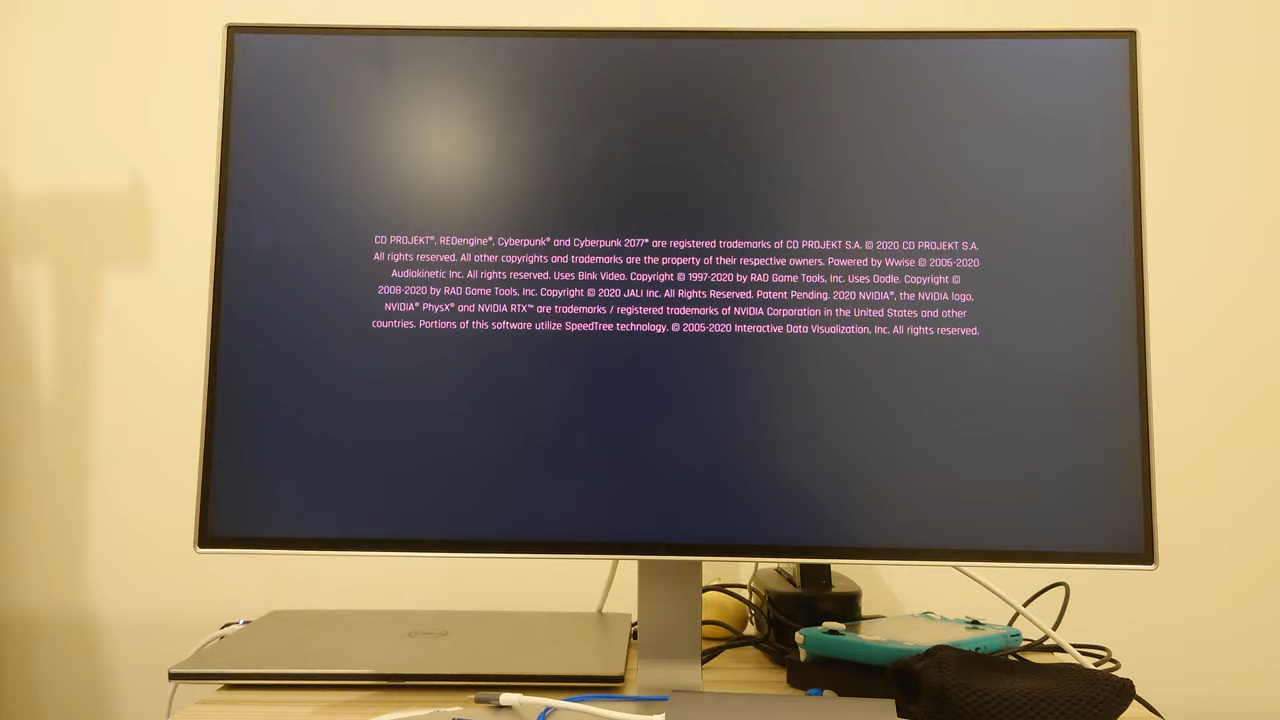 CD PROJEKT®, REDengine®, Cyberpunk® and Cyberpunk 2077® are registered trademarks of CD PROJEKT S.A. © 2020 CD PROJEKT S.A.
All rights reserved. All other copyrights and trademarks are the property of their respective owners. Powered by Wwise © 2006-2020
Audiokinetic Inc. All rights reserved. Uses Bink Video. Copyright © 1997-2020 by RAD Game Tools, Inc. Uses Oodle. Copyright ©
2008-2020 by RAD Game Tools, Inc. Copyright © 2020 JALI Inc. All Rights Reserved. Patent Pending. 2020 NVIDIA®, the NVIDIA logo,
NVIDIA® PhysX® and NVIDIA RTX™ are trademarks / registered trademarks of NVIDIA Corporation in the United States and other
countries. Portions of this software utilize SpeedTree technology. © 2005-2020 Interactive Data Visualization, Inc. All rights reserved.